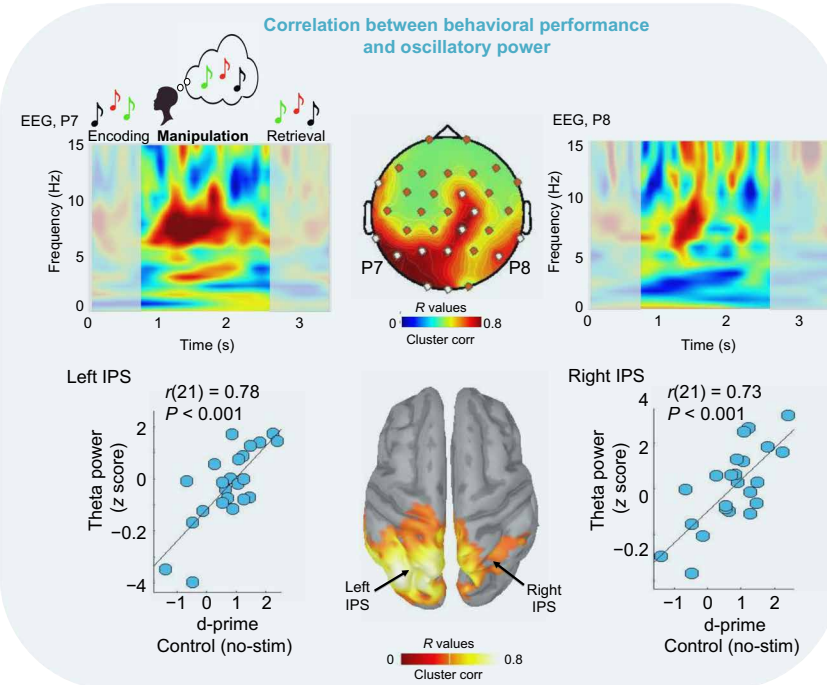 Correlation between behavioral performance
and oscillatory power
EEG, P7
Encoding Manipulation Retrieval
15
10
5
0
Frequency (Hz)
0 1 2 3
Time (s)
P7 P8
R values
0 0.8
Cluster corr
EEG, P8
15
10
5
0
Frequency (Hz)
0 1 2 3
Time (s)
Left IPS
r(21) = 0.78
P < 0.001
2
0
−0.2
−4
Theta power
(z score)
−1 0 1 2
d-prime
Control (no-stim)
Left
IPS
Right
IPS
R values
0 0.8
Cluster corr
Right IPS
r(21) = 0.73
P < 0.001
4
2
0
−0.2
Theta power
(z score)
−1 0 1 2
d-prime
Control (no-stim)